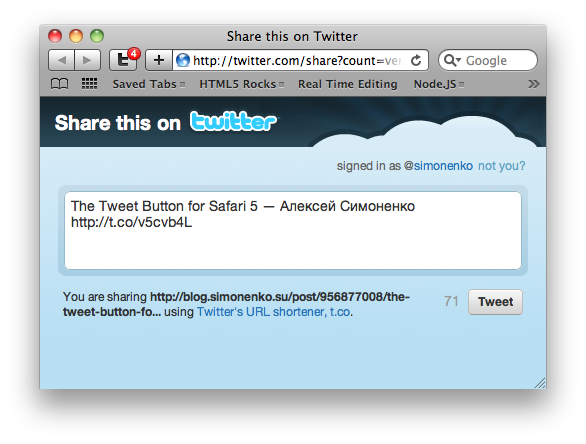 Share this on Twitter
4
http://twitter.com/share?count=ver
Google
Saved Tabs
HTML5 Rocks
Real Time Editing
Node.JS
Share this on twitter
signed in as @simonenko not you?
The Tweet Button for Safari 5 — Алексей Симоненко
http://t.co/v5cvb4L
You are sharing http://blog.simonenko.su/post/956877008/the-
tweet-button-fo... using Twitter's URL shortener, t.co.
71
Tweet